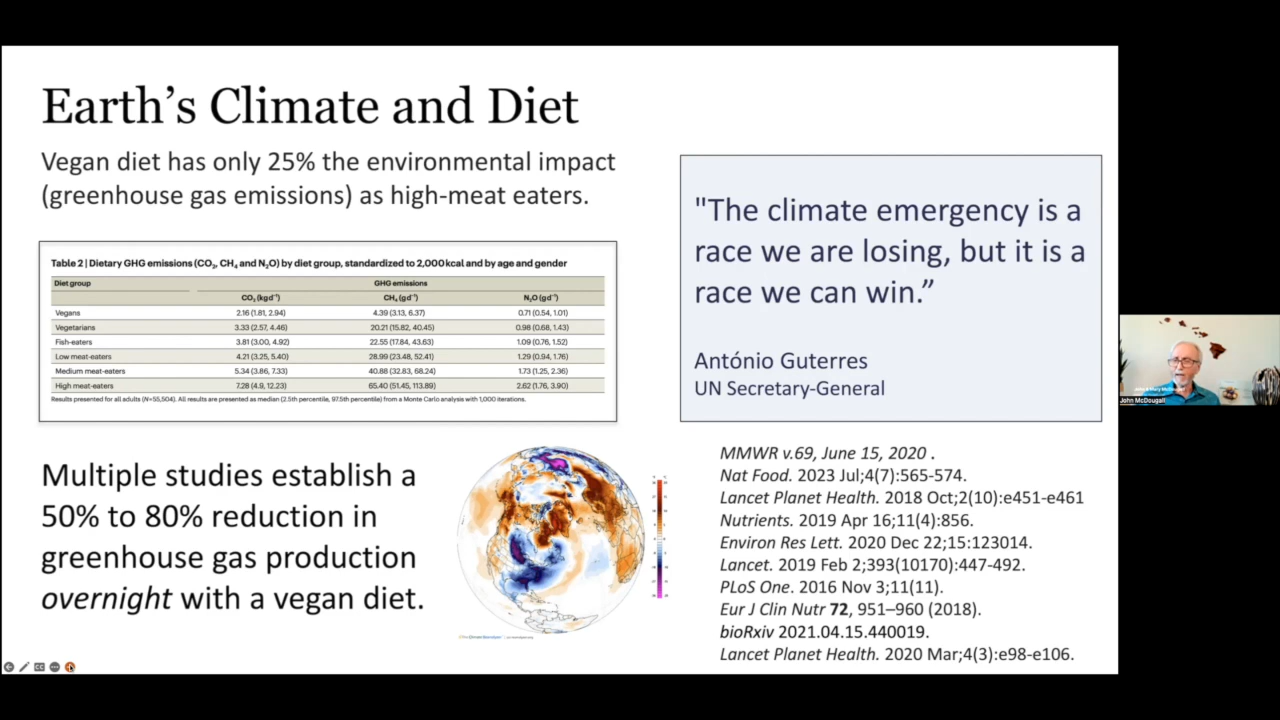 Earth's Climate and Diet
Vegan diet has only 25% the environmental impact
(greenhouse gas emissions) as high-meat eaters.
Table 2 | Dietary GHG emissions (CO₂, CH₄ and N₂O) by diet group, standardized to 2,000 kcal and by age and gender
Diet group GHG emissions
CO₂ (kg d⁻¹) CH₄ (g d⁻¹) N₂O (g d⁻¹)
Vegans 2.16 (1.81, 2.94) 4.39 (3.13, 6.37) 0.71 (0.54, 1.01)
Vegetarians 3.33 (2.57, 4.46) 20.21 (15.82, 40.45) 0.98 (0.68, 1.43)
Fish-eaters 3.81 (3.00, 4.92) 22.55 (17.84, 43.63) 1.09 (0.76, 1.52)
Low meat-eaters 4.21 (3.25, 5.40) 28.99 (23.48, 52.41) 1.29 (0.94, 1.76)
Medium meat-eaters 5.34 (3.86, 7.33) 40.88 (32.83, 68.24) 1.73 (1.25, 2.36)
High meat-eaters 7.28 (4.9, 12.23) 65.40 (51.45, 113.89) 2.62 (1.76, 3.90)
Results presented for all adults (N=55,504). All results are presented as median (2.5th percentile, 97.5th percentile) from a Monte Carlo analysis with 1,000 iterations.
Multiple studies establish a
50% to 80% reduction in
greenhouse gas production
overnight with a vegan diet.
"The climate emergency is a
race we are losing, but it is a
race we can win.”
António Guterres
UN Secretary-General
MMWR v.69, June 15, 2020 .
Nat Food. 2023 Jul;4(7):565-574.
Lancet Planet Health. 2018 Oct;2(10):e451-e461
Nutrients. 2019 Apr 16;11(4):856.
Environ Res Lett. 2020 Dec 22;15:123014.
Lancet. 2019 Feb 2;393(10170):447-492.
PLoS One. 2016 Nov 3;11(11).
Eur J Clin Nutr 72, 951–960 (2018).
bioRxiv 2021.04.15.440019.
Lancet Planet Health. 2020 Mar;4(3):e98-e106.
John McDougall